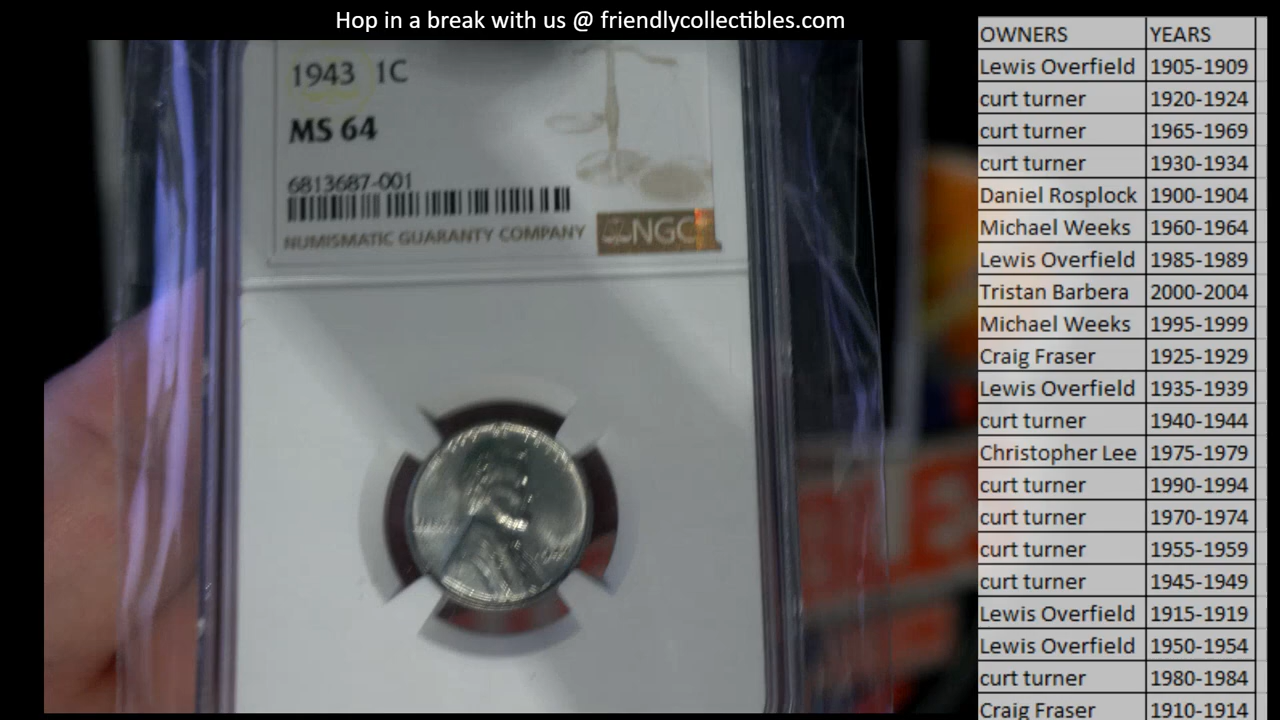 Hop in a break with us @ friendlycollectibles.com
1943 1C
MS 64
6813687-001
NUMISMATIC GUARANTY COMPANY
NGC
OWNERS YEARS
Lewis Overfield 1905-1909
curt turner 1920-1924
curt turner 1965-1969
curt turner 1930-1934
Daniel Rosplock 1900-1904
Michael Weeks 1960-1964
Lewis Overfield 1985-1989
Tristan Barbera 2000-2004
Michael Weeks 1995-1999
Craig Fraser 1925-1929
Lewis Overfield 1935-1939
curt turner 1940-1944
Christopher Lee 1975-1979
curt turner 1990-1994
curt turner 1970-1974
curt turner 1955-1959
curt turner 1945-1949
Lewis Overfield 1915-1919
Lewis Overfield 1950-1954
curt turner 1980-1984
Craig Fraser 1910-1914